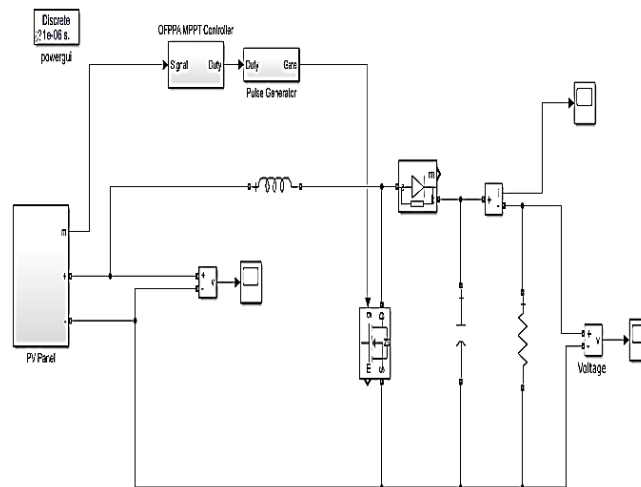 Discrete
1e-06 s.
powergui
OFPPA MPPT Controller
Signal
Duty
Duty
Gate
Pulse Generator
m
i
+
-
m
+
-
+
-
v
PV Panel
g
D
m
S
+
-
v
Voltage